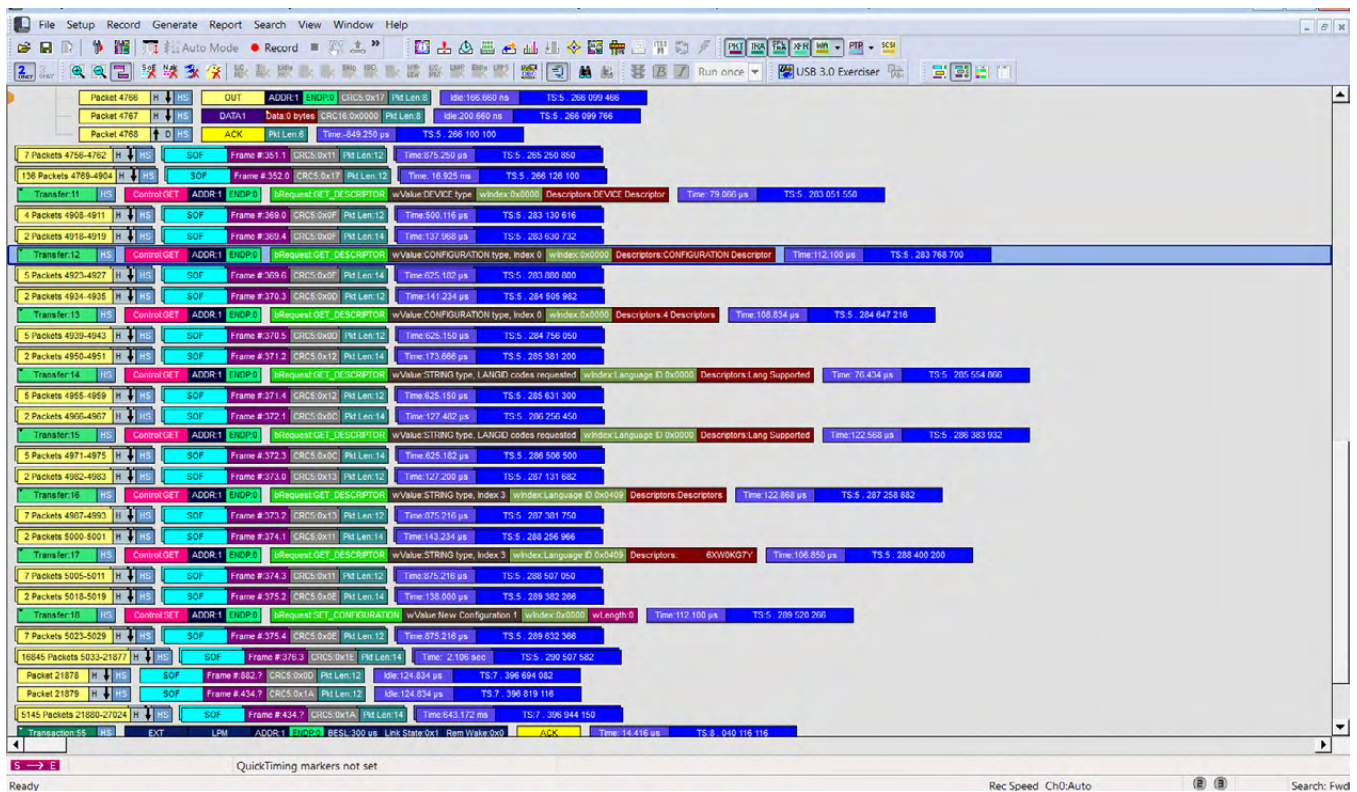 File Setup Record Generate Report Search View Window Help
Auto Mode Record
Run once USB 3.0 Exerciser
Packet 4766 H HS OUT ADDR:1 ENDP:0 CRC5:0x17 Pkt Len:8 Idle:166.660 ns TS:5 . 266 099 466
Packet 4767 H HS DATA1 Data:0 bytes CRC16:0x0000 Pkt Len:8 Idle:200.660 ns TS:5 . 266 099 766
Packet 4768 D HS ACK Pkt Len:6 Time:-849.250 µs TS:5 . 266 100 100
7 Packets 4756-4762 H HS SOF Frame #:351.1 CRC5:0x11 Pkt Len:12 Time:875.250 µs TS:5 . 265 250 850
136 Packets 4769-4904 H HS SOF Frame #:352.0 CRC5:0x17 Pkt Len:12 Time: 16.925 ms TS:5 . 266 126 100
Transfer:11 HS Control:GET ADDR:1 ENDP:0 bRequest:GET_DESCRIPTOR wValue:DEVICE type wIndex:0x0000 Descriptors:DEVICE Descriptor Time: 79.066 µs TS:5 . 283 051 550
4 Packets 4908-4911 H HS SOF Frame #:369.0 CRC5:0x0F Pkt Len:12 Time:500.116 µs TS:5 . 283 130 616
2 Packets 4918-4919 H HS SOF Frame #:369.4 CRC5:0x0F Pkt Len:14 Time:137.968 µs TS:5 . 283 630 732
Transfer:12 HS Control:GET ADDR:1 ENDP:0 bRequest:GET_DESCRIPTOR wValue:CONFIGURATION type, Index 0 wIndex:0x0000 Descriptors:CONFIGURATION Descriptor Time:112.100 µs TS:5 . 283 768 700
5 Packets 4923-4927 H HS SOF Frame #:369.6 CRC5:0x0F Pkt Len:14 Time:625.182 µs TS:5 . 283 880 800
2 Packets 4934-4935 H HS SOF Frame #:370.3 CRC5:0x0D Pkt Len:12 Time:141.234 µs TS:5 . 284 505 982
Transfer:13 HS Control:GET ADDR:1 ENDP:0 bRequest:GET_DESCRIPTOR wValue:CONFIGURATION type, Index 0 wIndex:0x0000 Descriptors:4 Descriptors Time:108.834 µs TS:5 . 284 647 216
5 Packets 4939-4943 H HS SOF Frame #:370.5 CRC5:0x0D Pkt Len:12 Time:625.150 µs TS:5 . 284 756 050
2 Packets 4950-4951 H HS SOF Frame #:371.2 CRC5:0x12 Pkt Len:14 Time:173.666 µs TS:5 . 285 381 200
Transfer:14 HS Control:GET ADDR:1 ENDP:0 bRequest:GET_DESCRIPTOR wValue:STRING type, LANGID codes requested wIndex:Language ID 0x0000 Descriptors:Lang Supported Time: 76.434 µs TS:5 . 285 554 866
5 Packets 4955-4959 H HS SOF Frame #:371.4 CRC5:0x12 Pkt Len:12 Time:625.150 µs TS:5 . 285 631 300
2 Packets 4966-4967 H HS SOF Frame #:372.1 CRC5:0x0C Pkt Len:14 Time:127.482 µs TS:5 . 286 256 450
Transfer:15 HS Control:GET ADDR:1 ENDP:0 bRequest:GET_DESCRIPTOR wValue:STRING type, LANGID codes requested wIndex:Language ID 0x0000 Descriptors:Lang Supported Time:122.568 µs TS:5 . 286 383 932
5 Packets 4971-4975 H HS SOF Frame #:372.3 CRC5:0x0C Pkt Len:14 Time:625.182 µs TS:5 . 286 506 500
2 Packets 4982-4983 H HS SOF Frame #:373.0 CRC5:0x13 Pkt Len:12 Time:127.200 µs TS:5 . 287 131 682
Transfer:16 HS Control:GET ADDR:1 ENDP:0 bRequest:GET_DESCRIPTOR wValue:STRING type, Index 3 wIndex:Language ID 0x0409 Descriptors:Descriptors Time:122.868 µs TS:5 . 287 258 882
7 Packets 4987-4993 H HS SOF Frame #:373.2 CRC5:0x13 Pkt Len:12 Time:875.216 µs TS:5 . 287 381 750
2 Packets 5000-5001 H HS SOF Frame #:374.1 CRC5:0x11 Pkt Len:14 Time:143.234 µs TS:5 . 288 256 966
Transfer:17 HS Control:GET ADDR:1 ENDP:0 bRequest:GET_DESCRIPTOR wValue:STRING type, Index 3 wIndex:Language ID 0x0409 Descriptors: 6XW0KG7Y Time:106.850 µs TS:5 . 288 400 200
7 Packets 5005-5011 H HS SOF Frame #:374.3 CRC5:0x11 Pkt Len:12 Time:875.216 µs TS:5 . 288 507 050
2 Packets 5018-5019 H HS SOF Frame #:375.2 CRC5:0x0E Pkt Len:14 Time:138.000 µs TS:5 . 289 382 266
Transfer:18 HS Control:SET ADDR:1 ENDP:0 bRequest:SET_CONFIGURATION wValue:New Configuration 1 wIndex:0x0000 wLength:0 Time:112.100 µs TS:5 . 289 520 266
7 Packets 5023-5029 H HS SOF Frame #:375.4 CRC5:0x0E Pkt Len:12 Time:875.216 µs TS:5 . 289 632 366
16845 Packets 5033-21877 H HS SOF Frame #:376.3 CRC5:0x1E Pkt Len:14 Time: 2.106 sec TS:5 . 290 507 582
Packet 21878 H HS SOF Frame #:882.? CRC5:0x0D Pkt Len:12 Idle:124.834 µs TS:7 . 396 694 082
Packet 21879 H HS SOF Frame #:434.? CRC5:0x1A Pkt Len:12 Idle:124.834 µs TS:7 . 396 819 116
5145 Packets 21880-27024 H HS SOF Frame #:434.? CRC5:0x1A Pkt Len:14 Time:643.172 ms TS:7 . 396 944 150
Transaction:55 HS EXT LPM ADDR:1 ENDP:0 BESL:300 us Link State:0x1 Rem Wake:0x0 ACK Time: 14.416 µs TS:8 . 040 116 116
S → E QuickTiming markers not set
Ready Rec Speed Ch0:Auto Search: Fwd